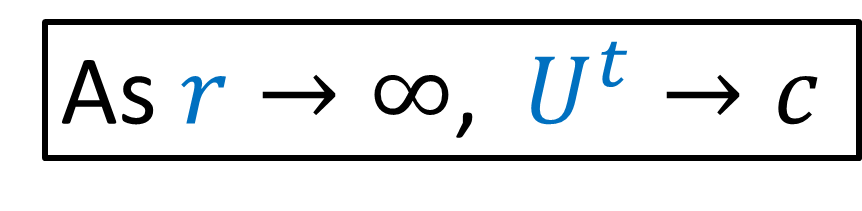 As r → ∞, U^t → c